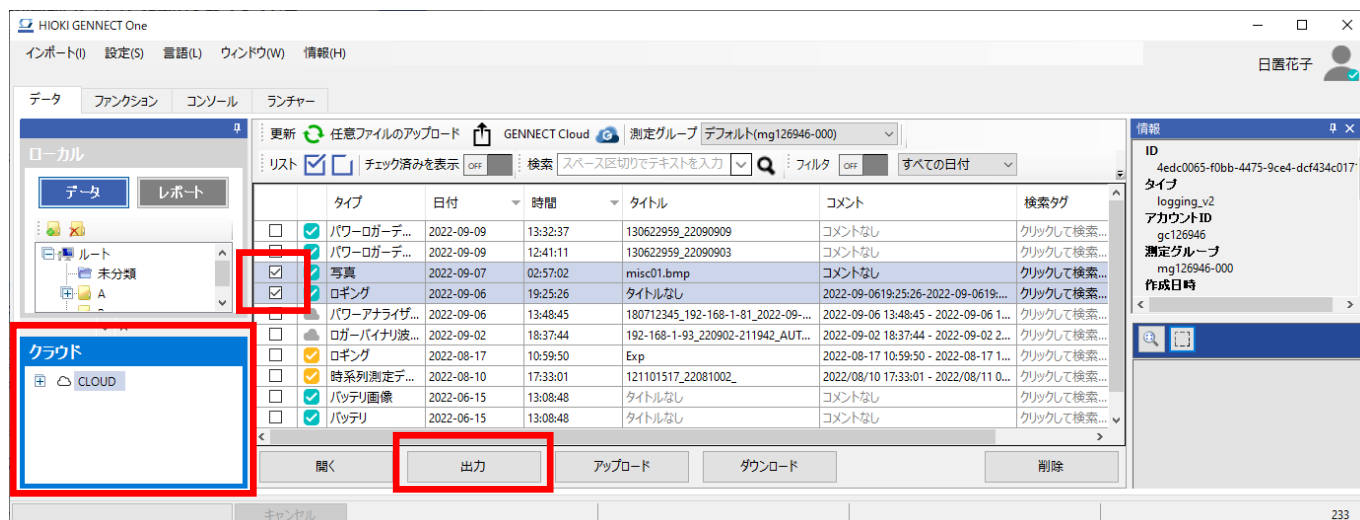 HIOKI GENNECT One
インポート(I) 設定(S) 言語(L) ウィンドウ(W) 情報(H)
日置花子
データ ファンクション コンソール ランチャー
ローカル
データ レポート
ルート
未分類
A
クラウド
CLOUD
更新 任意ファイルのアップロード GENNECT Cloud 測定グループ デフォルト(mg126946-000)
リスト チェック済みを表示 OFF 検索 スペース区切りでテキストを入力 フィルタ OFF すべての日付
タイプ 日付 時間 タイトル コメント 検索タグ
パワーロガーデ... 2022-09-09 13:32:37 130622959_22090909 コメントなし クリックして検索...
パワーロガーデ... 2022-09-09 12:41:11 130622959_22090903 コメントなし クリックして検索...
写真 2022-09-07 02:57:02 misc01.bmp コメントなし クリックして検索...
ロギング 2022-09-06 19:25:26 タイトルなし 2022-09-0619:25:26-2022-09-0619:... クリックして検索...
パワーアナライザ... 2022-09-06 13:48:45 180712345_192-168-1-81_2022-09-... 2022-09-06 13:48:45 - 2022-09-06 1... クリックして検索...
ロガーバイナリ波... 2022-09-02 18:37:44 192-168-1-93_220902-211942_AUT... 2022-09-02 18:37:44 - 2022-09-02 2... クリックして検索...
ロギング 2022-08-17 10:59:50 Exp 2022-08-17 10:59:50 - 2022-08-17 1... クリックして検索...
時系列測定デ... 2022-08-10 17:33:01 121101517_22081002_ 2022/08/10 17:33:01 - 2022/08/11 0... クリックして検索...
バッテリ画像 2022-06-15 13:08:48 タイトルなし コメントなし クリックして検索...
バッテリ 2022-06-15 13:08:48 タイトルなし コメントなし クリックして検索...
開く 出力 アップロード ダウンロード 削除
情報
ID
4edc0065-f0bb-4475-9ce4-dcf434c017
タイプ
logging_v2
アカウントID
gc126946
測定グループ
mg126946-000
作成日時
キャンセル 233